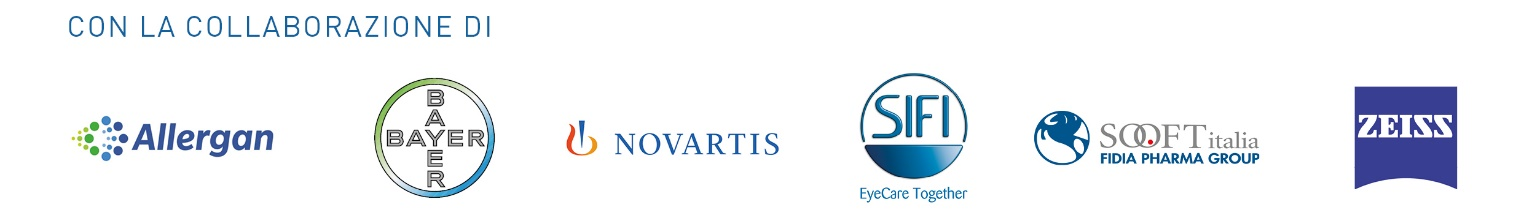 CON LA COLLABORAZIONE DI
Allergan
BAYER
BAYER
NOVARTIS
SIFI
EyeCare Together
SOOFT italia
FIDIA PHARMA GROUP
ZEISS